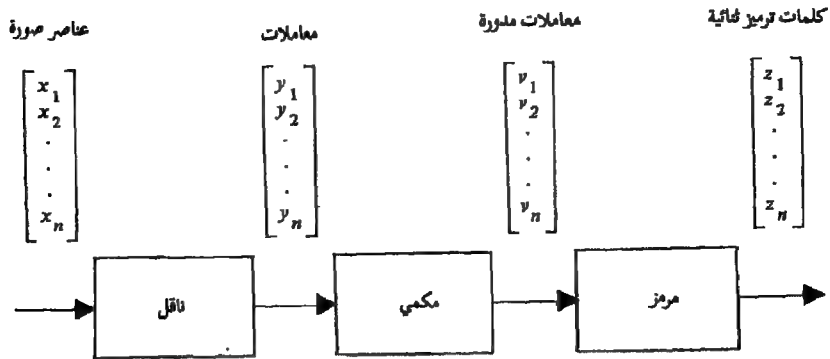 عناصر صورة
معاملات
معاملات مدورة
كلمات ترميز ثنائية
x1
x2
.
.
.
xn
y1
y2
.
.
.
yn
v1
v2
.
.
.
vn
z1
z2
.
.
.
zn
ناقل
مكمي
مرمز